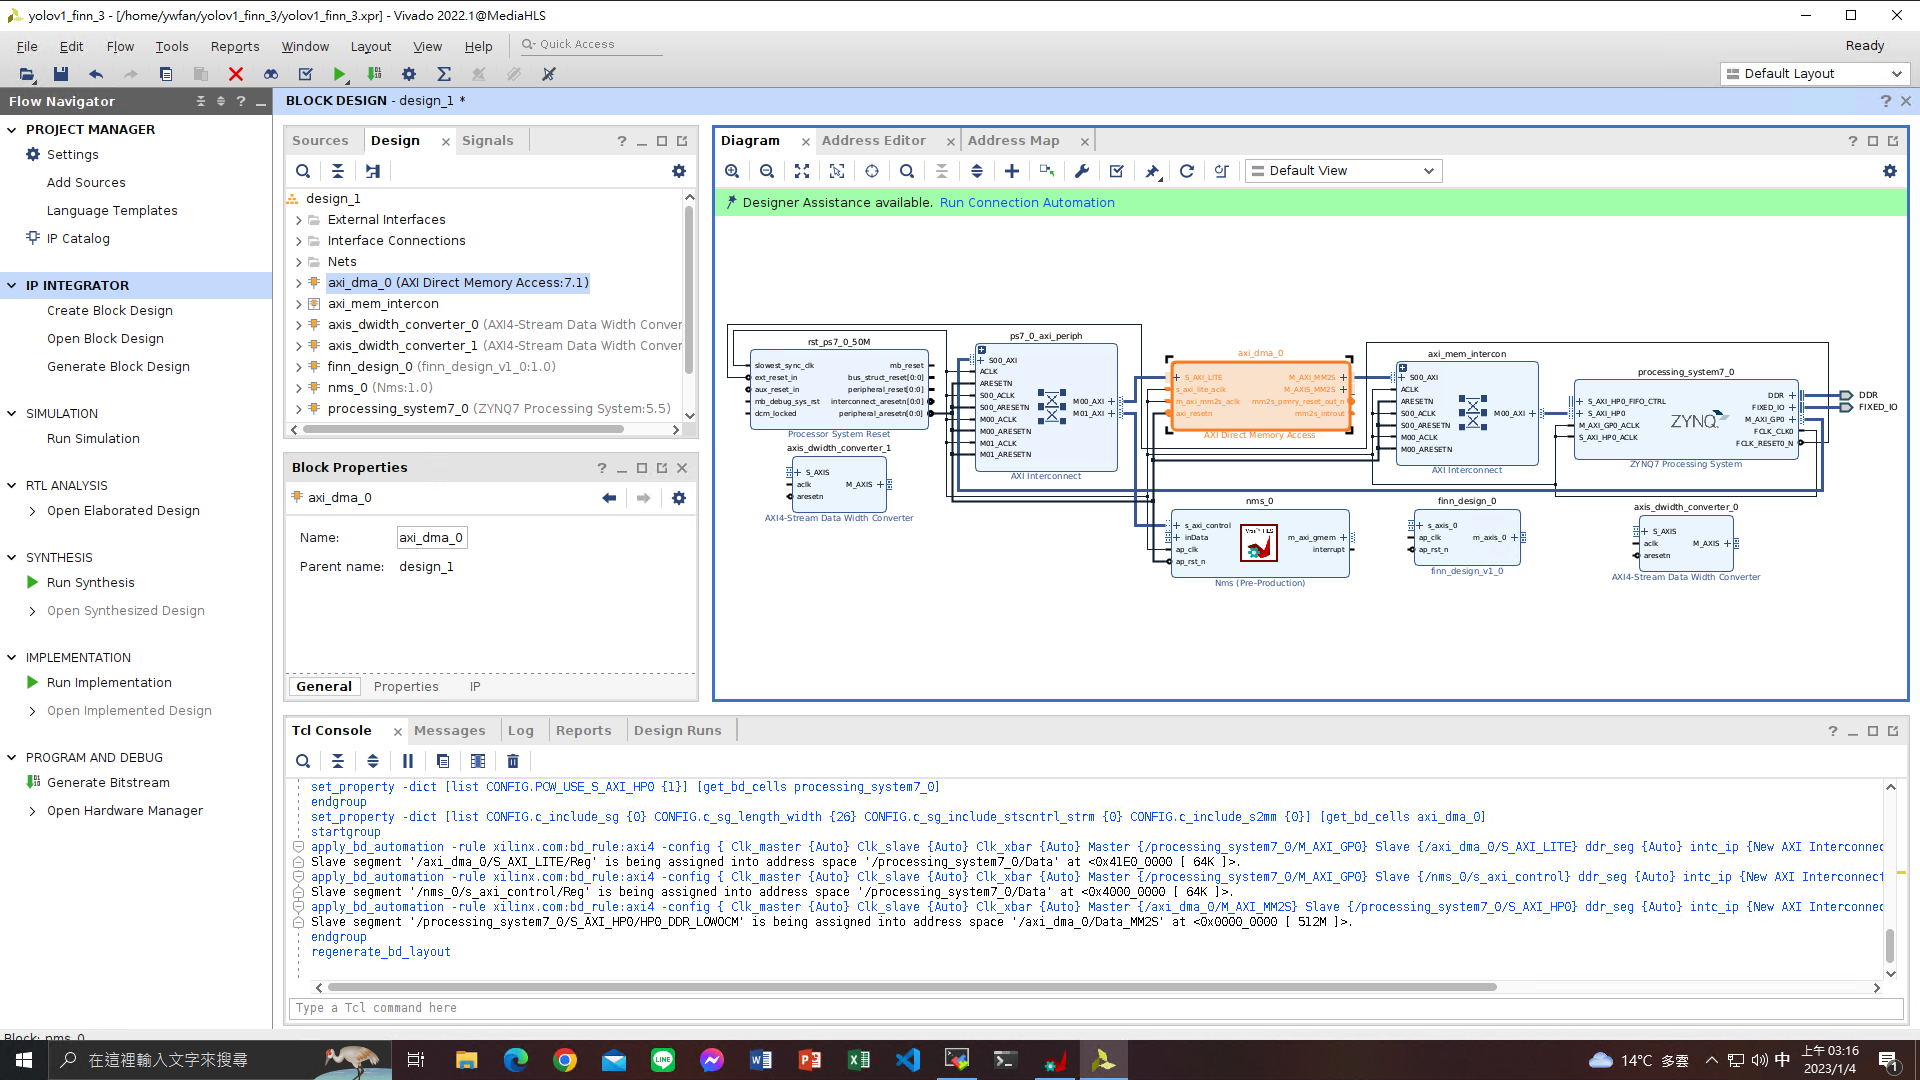 yolov1_finn_3 - [/home/ywfan/yolov1_finn_3/yolov1_finn_3.xpr] - Vivado 2022.1@MediaHLS
File Edit Flow Tools Reports Window Layout View Help Quick Access
Ready
Default Layout
Flow Navigator
BLOCK DESIGN - design_1 *
PROJECT MANAGER
Settings
Add Sources
Language Templates
IP Catalog
IP INTEGRATOR
Create Block Design
Open Block Design
Generate Block Design
SIMULATION
Run Simulation
RTL ANALYSIS
Open Elaborated Design
SYNTHESIS
Run Synthesis
Open Synthesized Design
IMPLEMENTATION
Run Implementation
Open Implemented Design
PROGRAM AND DEBUG
Generate Bitstream
Open Hardware Manager
Sources Design Signals
design_1
External Interfaces
Interface Connections
Nets
axi_dma_0 (AXI Direct Memory Access:7.1)
axi_mem_intercon
axis_dwidth_converter_0 (AXI4-Stream Data Width Conver
axis_dwidth_converter_1 (AXI4-Stream Data Width Conver
finn_design_0 (finn_design_v1_0:1.0)
nms_0 (Nms:1.0)
processing_system7_0 (ZYNQ7 Processing System:5.5)
Block Properties
axi_dma_0
Name: axi_dma_0
Parent name: design_1
General Properties IP
Diagram Address Editor Address Map
Default View
Designer Assistance available. Run Connection Automation
rst_ps7_0_50M
slowest_sync_clk
ext_reset_in
aux_reset_in
mb_debug_sys_rst
dcm_locked
mb_reset
bus_struct_reset[0:0]
peripheral_reset[0:0]
interconnect_aresetn[0:0]
peripheral_aresetn[0:0]
Processor System Reset
axis_dwidth_converter_1
S_AXIS
aclk
aresetn
M_AXIS
AXI4-Stream Data Width Converter
ps7_0_axi_periph
S00_AXI
ACLK
ARESETN
S00_ACLK
S00_ARESETN
M00_ACLK
M00_ARESETN
M01_ACLK
M01_ARESETN
M00_AXI
M01_AXI
AXI Interconnect
axi_dma_0
S_AXI_LITE
s_axi_lite_aclk
m_axi_mm2s_aclk
axi_resetn
M_AXI_MM2S
M_AXIS_MM2S
mm2s_prmry_reset_out_n
mm2s_introut
AXI Direct Memory Access
nms_0
s_axi_control
inData
ap_clk
ap_rst_n
m_axi_gmem
interrupt
Nms (Pre-Production)
axi_mem_intercon
S00_AXI
ACLK
ARESETN
S00_ACLK
S00_ARESETN
M00_ACLK
M00_ARESETN
M00_AXI
AXI Interconnect
finn_design_0
s_axis_0
ap_clk
ap_rst_n
m_axis_0
finn_design_v1_0
processing_system7_0
S_AXI_HP0_FIFO_CTRL
S_AXI_HP0
M_AXI_GP0_ACLK
S_AXI_HP0_ACLK
ZYNQ
DDR
FIXED_IO
M_AXI_GP0
FCLK_CLK0
FCLK_RESET0_N
ZYNQ7 Processing System
DDR
FIXED_IO
axis_dwidth_converter_0
S_AXIS
aclk
aresetn
M_AXIS
AXI4-Stream Data Width Converter
Tcl Console Messages Log Reports Design Runs
set_property -dict [list CONFIG.PCW_USE_S_AXI_HP0 {1}] [get_bd_cells processing_system7_0]
endgroup
set_property -dict [list CONFIG.c_include_sg {0} CONFIG.c_sg_length_width {26} CONFIG.c_sg_include_stscntrl_strm {0} CONFIG.c_include_s2mm {0}] [get_bd_cells axi_dma_0]
startgroup
apply_bd_automation -rule xilinx.com:bd_rule:axi4 -config { Clk_master {Auto} Clk_slave {Auto} Clk_xbar {Auto} Master {/processing_system7_0/M_AXI_GP0} Slave {/axi_dma_0/S_AXI_LITE} ddr_seg {Auto} intc_ip {New AXI Interconnec
Slave segment '/axi_dma_0/S_AXI_LITE/Reg' is being assigned into address space '/processing_system7_0/Data' at <0x41E0_0000 [ 64K ]>.
apply_bd_automation -rule xilinx.com:bd_rule:axi4 -config { Clk_master {Auto} Clk_slave {Auto} Clk_xbar {Auto} Master {/processing_system7_0/M_AXI_GP0} Slave {/nms_0/s_axi_control} ddr_seg {Auto} intc_ip {New AXI Interconnect
Slave segment '/nms_0/s_axi_control/Reg' is being assigned into address space '/processing_system7_0/Data' at <0x4000_0000 [ 64K ]>.
apply_bd_automation -rule xilinx.com:bd_rule:axi4 -config { Clk_master {Auto} Clk_slave {Auto} Clk_xbar {Auto} Master {/axi_dma_0/M_AXI_MM2S} Slave {/processing_system7_0/S_AXI_HP0} ddr_seg {Auto} intc_ip {New AXI Interconnec
Slave segment '/processing_system7_0/S_AXI_HP0/HP0_DDR_LOWOCM' is being assigned into address space '/axi_dma_0/Data_MM2S' at <0x0000_0000 [ 512M ]>.
endgroup
regenerate_bd_layout
Type a Tcl command here
Block: nms_0
在這裡輸入文字來搜尋
14°C 多雲
中
上午 03:16
2023/1/4
1